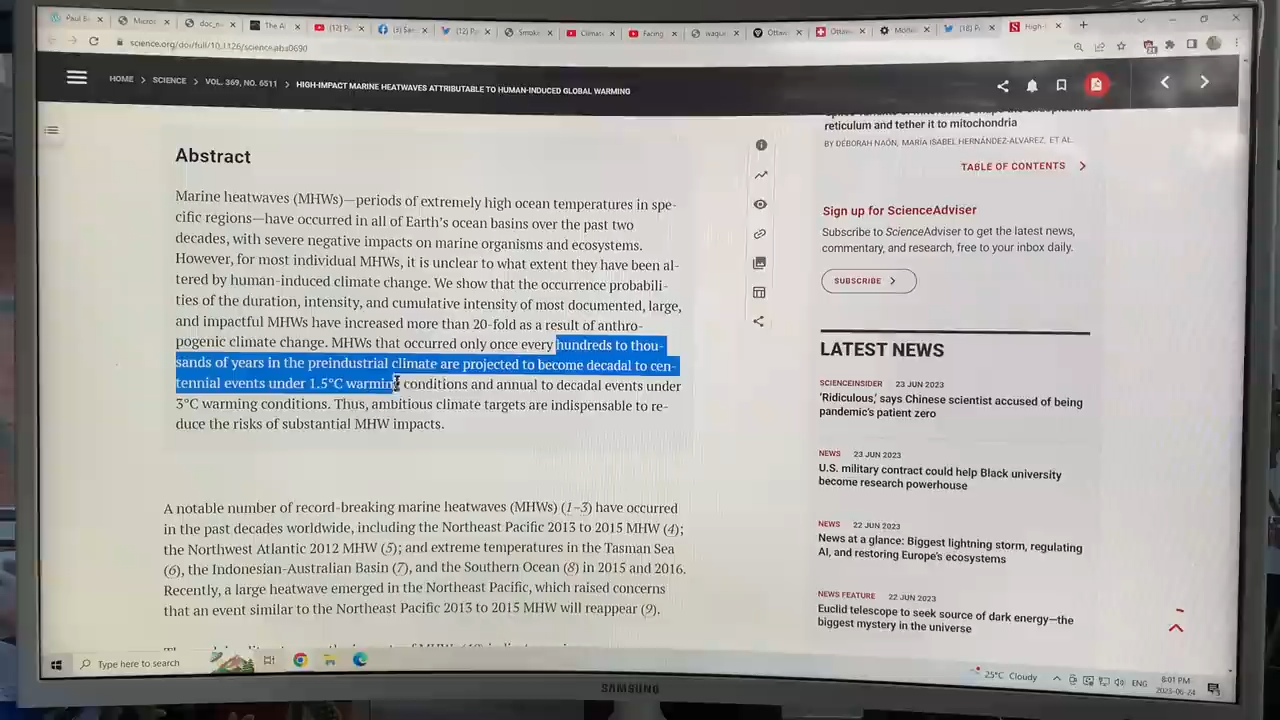 Paul E
Micros
doc_n
The A
(12) P
(3) Sa
(12) P
Smoke
Climat
Facing
Ottaw
Ottaw
(18) P
High-I
HOME > SCIENCE > VOL. 369, NO. 6511 > HIGH-IMPACT MARINE HEATWAVES ATTRIBUTABLE TO HUMAN-INDUCED GLOBAL WARMING
Abstract
Marine heatwaves (MHWs)—periods of extremely high ocean temperatures in spe-
cific regions—have occurred in all of Earth's ocean basins over the past two
decades, with severe negative impacts on marine organisms and ecosystems.
However, for most individual MHWs, it is unclear to what extent they have been al-
tered by human-induced climate change. We show that the occurrence probabili-
ties of the duration, intensity, and cumulative intensity of most documented, large,
and impactful MHWs have increased more than 20-fold as a result of anthro-
pogenic climate change. MHWs that occurred only once every hundreds to thou-
sands of years in the preindustrial climate are projected to become decadal to cen-
tennial events under 1.5°C warming conditions and annual to decadal events under
3°C warming conditions. Thus, ambitious climate targets are indispensable to re-
duce the risks of substantial MHW impacts.
A notable number of record-breaking marine heatwaves (MHWs) (1–3) have occurred
in the past decades worldwide, including the Northeast Pacific 2013 to 2015 MHW (4);
the Northwest Atlantic 2012 MHW (5); and extreme temperatures in the Tasman Sea
(6), the Indonesian-Australian Basin (7), and the Southern Ocean (8) in 2015 and 2016.
Recently, a large heatwave emerged in the Northeast Pacific, which raised concerns
that an event similar to the Northeast Pacific 2013 to 2015 MHW will reappear (9).
reticulum and tether it to mitochondria
BY DÉBORAH NAÓN, MARÍA ISABEL HERNÁNDEZ-ALVAREZ, ET AL.
TABLE OF CONTENTS >
Sign up for ScienceAdviser
Subscribe to ScienceAdviser to get the latest news,
commentary, and research, free to your inbox daily.
SUBSCRIBE >
LATEST NEWS
SCIENCEINSIDER 23 JUN 2023
'Ridiculous,' says Chinese scientist accused of being
pandemic's patient zero
NEWS 23 JUN 2023
U.S. military contract could help Black university
become research powerhouse
NEWS 22 JUN 2023
News at a glance: Biggest lightning storm, regulating
AI, and restoring Europe's ecosystems
NEWS FEATURE 22 JUN 2023
Euclid telescope to seek source of dark energy—the
biggest mystery in the universe
Type here to search
25°C Cloudy
ENG
8:01 PM
2023-06-24
SAMSUNG